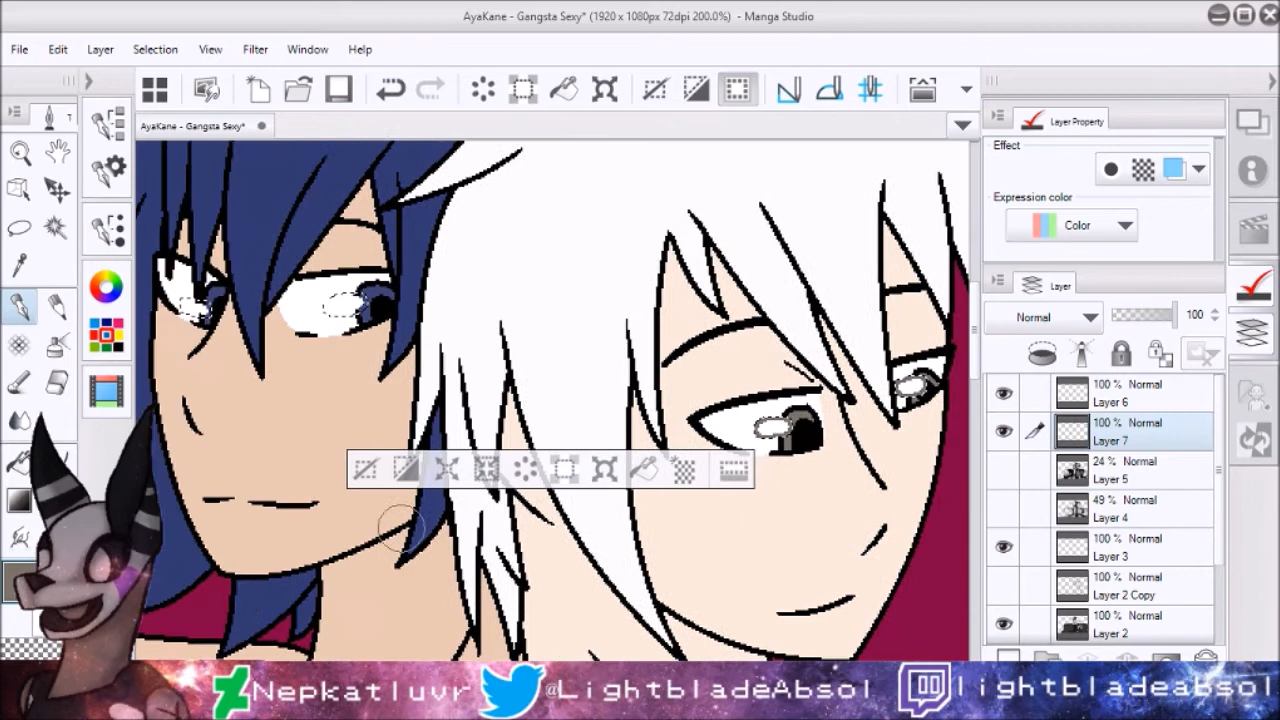 AyaKane - Gangsta Sexy* (1920 x 1080px 72dpi 200.0%)  - Manga Studio
File Edit Layer Selection View Filter Window Help
AyaKane - Gangsta Sexy*
Layer Property
Effect
Expression color
Color
Layer
Normal 100
100 % Normal
Layer 6
100 % Normal
Layer 7
24 % Normal
Layer 5
49 % Normal
Layer 4
100 % Normal
Layer 3
100 % Normal
Layer 2 Copy
100 % Normal
Layer 2
Nepkatluvr @LightbladeAbsol lightbladeabsol